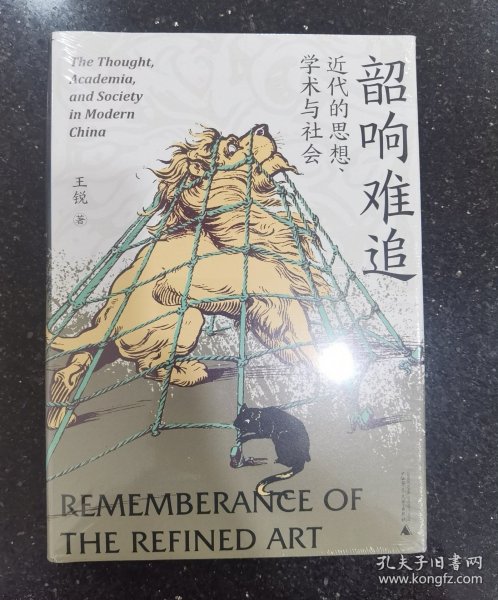 The Thought,
Academia,
and Society
in Modern
China
韶响难追
近代的思想、
学术与社会
王锐 著
REMEMBERANCE OF
THE REFINED ART
孔夫子旧书网
www.kongfz.com